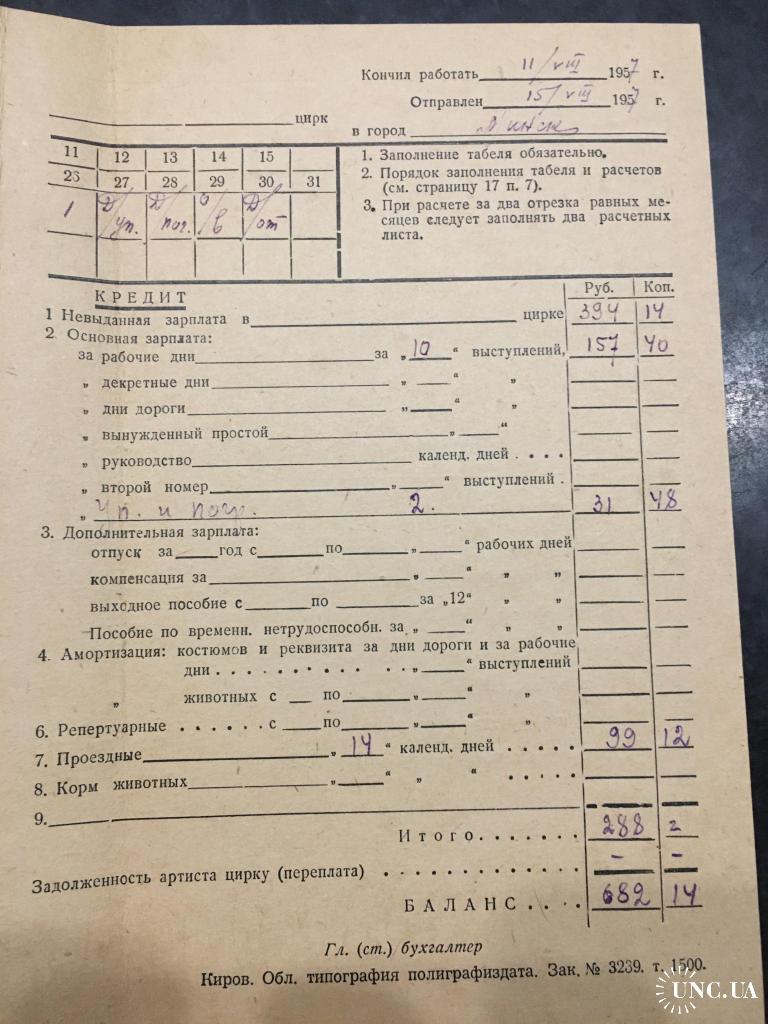 Кончил работать 11/VIII 1957 г.
Отправлен 15/VIII 1957 г.
цирк
в город Минск
11 12 13 14 15
26 27 28 29 30 31
1 Д/уп. Д/пог. О/в Д/от
1. Заполнение табеля обязательно.
2. Порядок заполнения табеля и расчетов
(см. страницу 17 п. 7).
3. При расчете за два отрезка равных ме-
сяцев следует заполнять два расчетных
листа.
КРЕДИТ Руб. Коп.
1 Невыданная зарплата в цирке 394 14
2. Основная зарплата:
за рабочие дни за „10“ выступлений, 157 40
„ декретные дни „ “ „
„ дни дороги „ “ „
„ вынужденный простой „ “
„ руководство календ. дней . . . .
„ второй номер „ “ выступлений .
„ Уп. и погр. 2. 31 48
3. Дополнительная зарплата:
отпуск за год с по „ “ рабочих дней
компенсация за „ “ „ „
выходное пособие с по за „12“ „ „
Пособие по временн. нетрудоспособн. за „ “ „ „
4. Амортизация: костюмов и реквизита за дни дороги и за рабочие
дни . . . . . . . . . . . . „ “ выступлений
„ животных с по „ “ „
6. Репертуарные . . . . . . с по „ “ „
7. Проездные „14“ календ. дней . . . . . 99 12
8. Корм животных „ “ „ “ . . . . .
9.
Итого . . . . . . . 288 2
Задолженность артиста цирку (переплата) . . . . . . . . . . . . . - -
БАЛАНС . . . . 682 14
Гл. (ст.) бухгалтер
Киров. Обл. типография полиграфиздата. Зак. № 3239. т. 1500.
UNC.UA